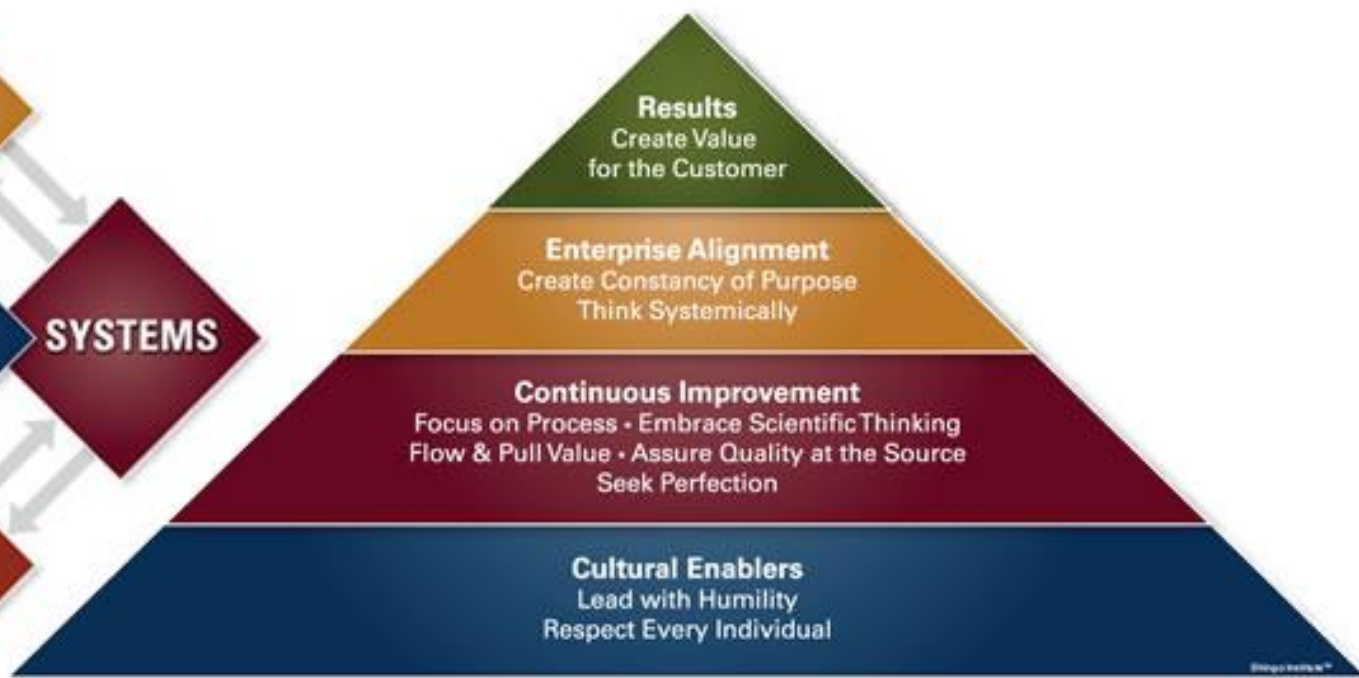 SYSTEMS
Results
Create Value
for the Customer
Enterprise Alignment
Create Constancy of Purpose
Think Systemically
Continuous Improvement
Focus on Process • Embrace Scientific Thinking
Flow & Pull Value • Assure Quality at the Source
Seek Perfection
Cultural Enablers
Lead with Humility
Respect Every Individual
Shingo Institute™